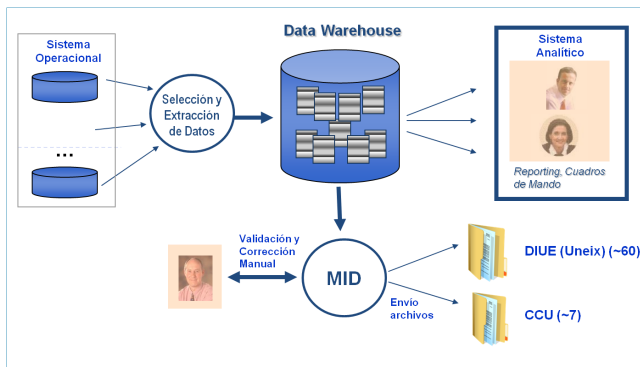 Sistema
Operacional
...
Selección y
Extracción
de Datos
Data Warehouse
Sistema
Analítico
Reporting, Cuadros
de Mando
Validación y
Corrección
Manual
MID
Envío
archivos
DIUE (Uneix) (~60)
CCU (~7)